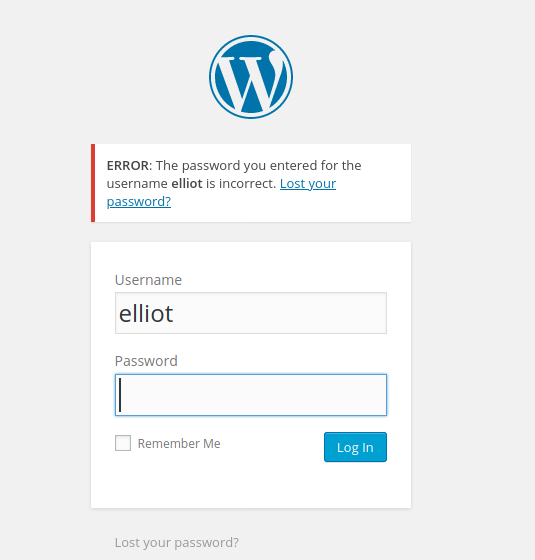 ERROR: The password you entered for the
username elliot is incorrect. Lost your
password?
Username
elliot
Password
Remember Me
Log In
Lost your password?